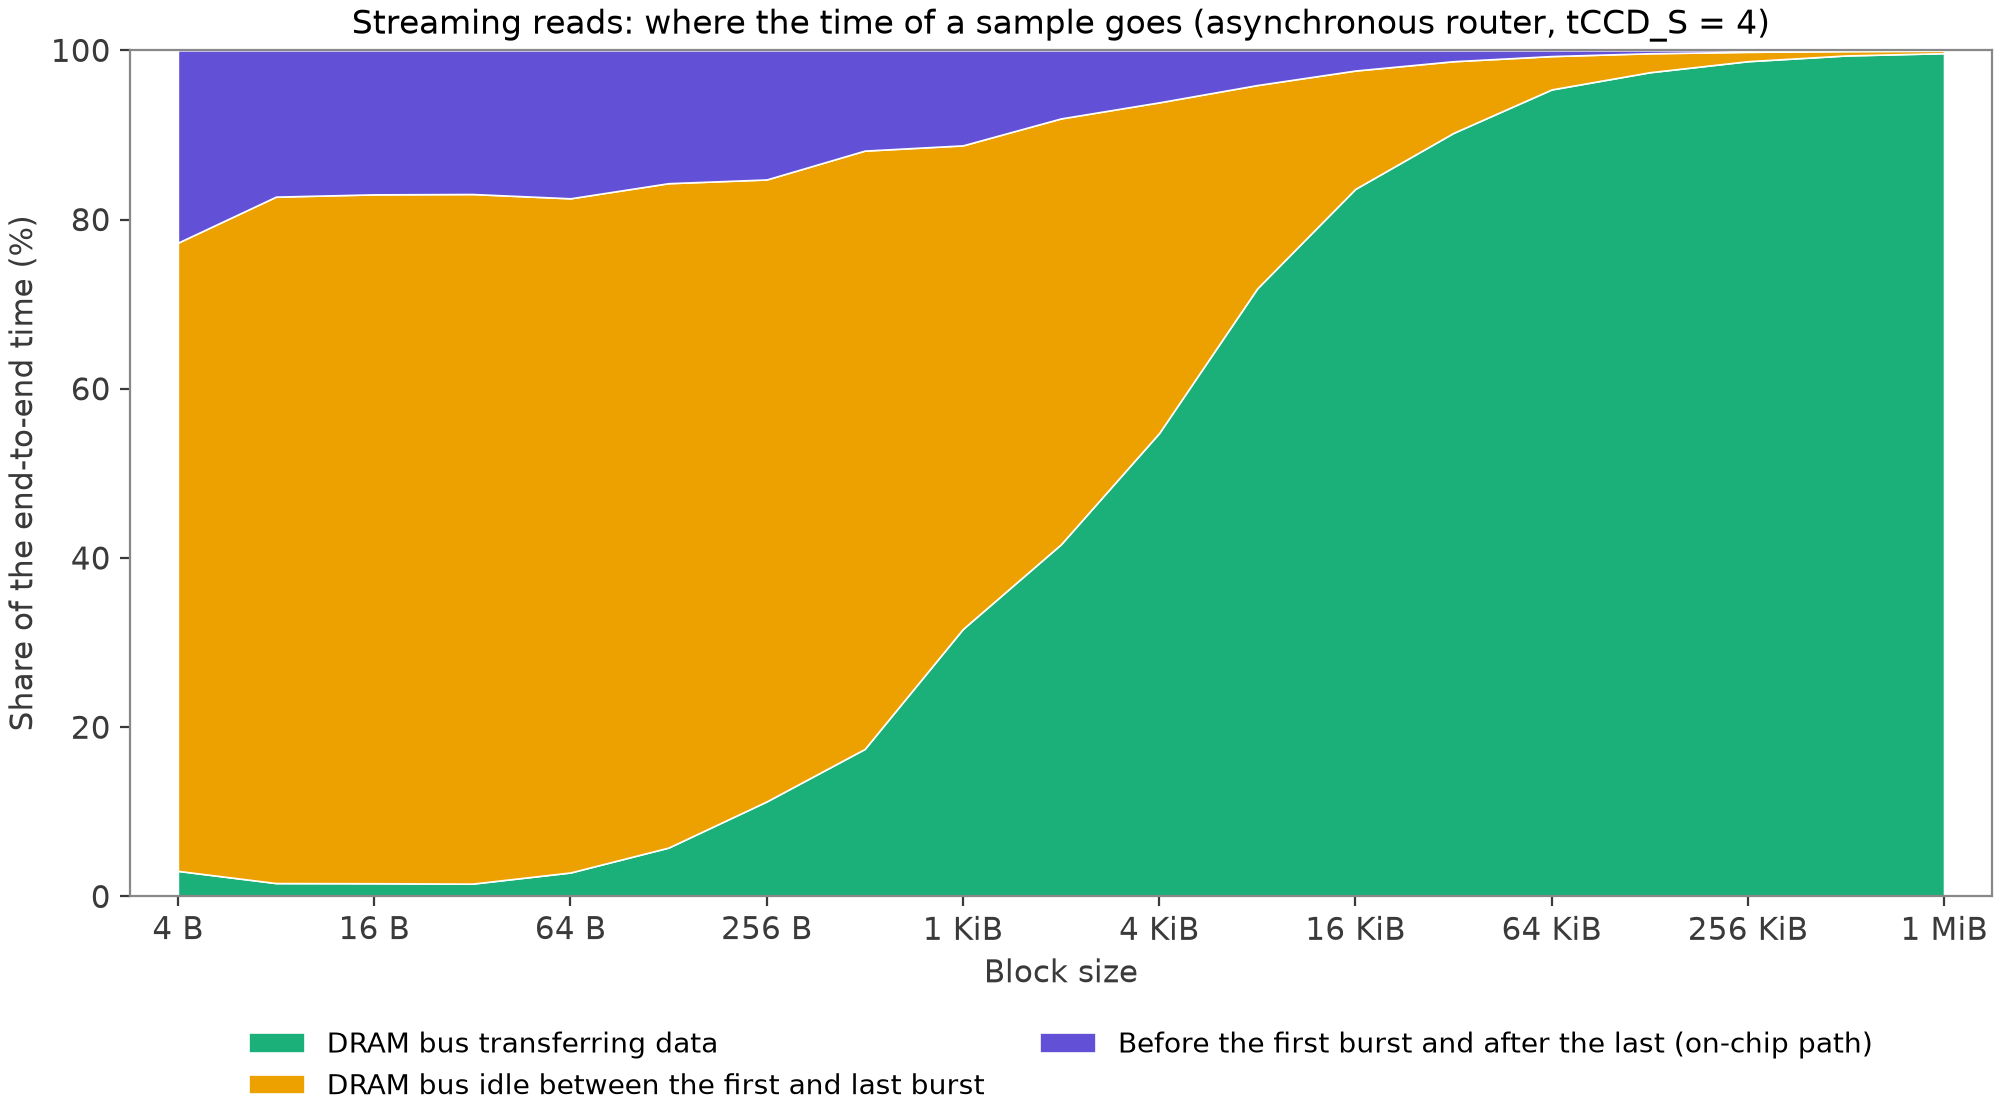 Streaming reads: where the time of a sample goes (asynchronous router, tCCD_S = 4)
Share of the end-to-end time (%)
100
80
60
40
20
0
4 B 16 B 64 B 256 B 1 KiB 4 KiB 16 KiB 64 KiB 256 KiB 1 MiB
Block size
DRAM bus transferring data
DRAM bus idle between the first and last burst
Before the first burst and after the last (on-chip path)